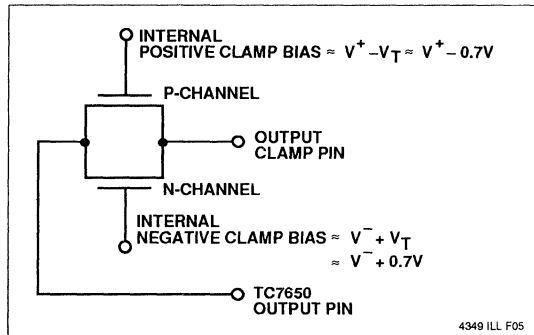 INTERNAL
POSITIVE CLAMP BIAS ≈ V⁺ – V_T ≈ V⁺ – 0.7V
P-CHANNEL
OUTPUT
CLAMP PIN
N-CHANNEL
INTERNAL
NEGATIVE CLAMP BIAS ≈ V⁻ + V_T
≈ V⁻ + 0.7V
TC7650
OUTPUT PIN
4349 ILL F05